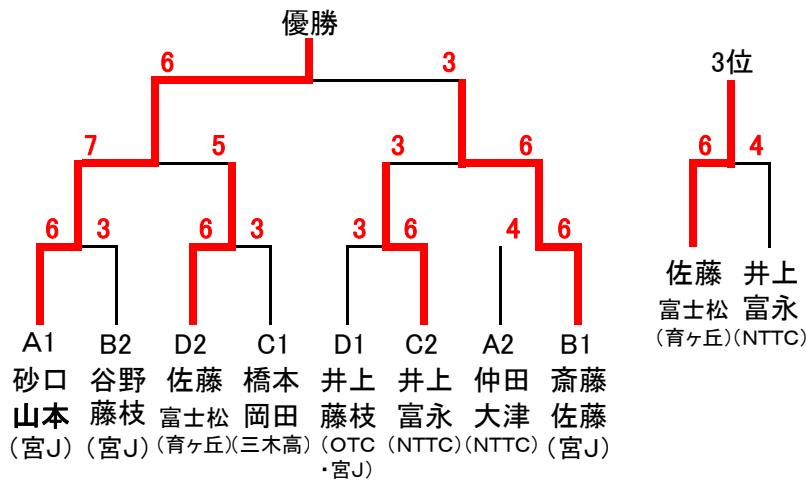 優勝
6 3
3位
7 5 3 6
6 4
6 3 6 3 3 6 4 6
A1 B2 D2 C1 D1 C2 A2 B1
砂口 谷野 佐藤 橋本 井上 井上 仲田 斎藤
山本 藤枝 富士松 岡田 藤枝 富永 大津 佐藤
(宮J) (宮J) (育ヶ丘) (三木高) (OTC (NTTC) (NTTC) (宮J)
・宮J)
佐藤 井上
富士松 富永
(育ヶ丘) (NTTC)